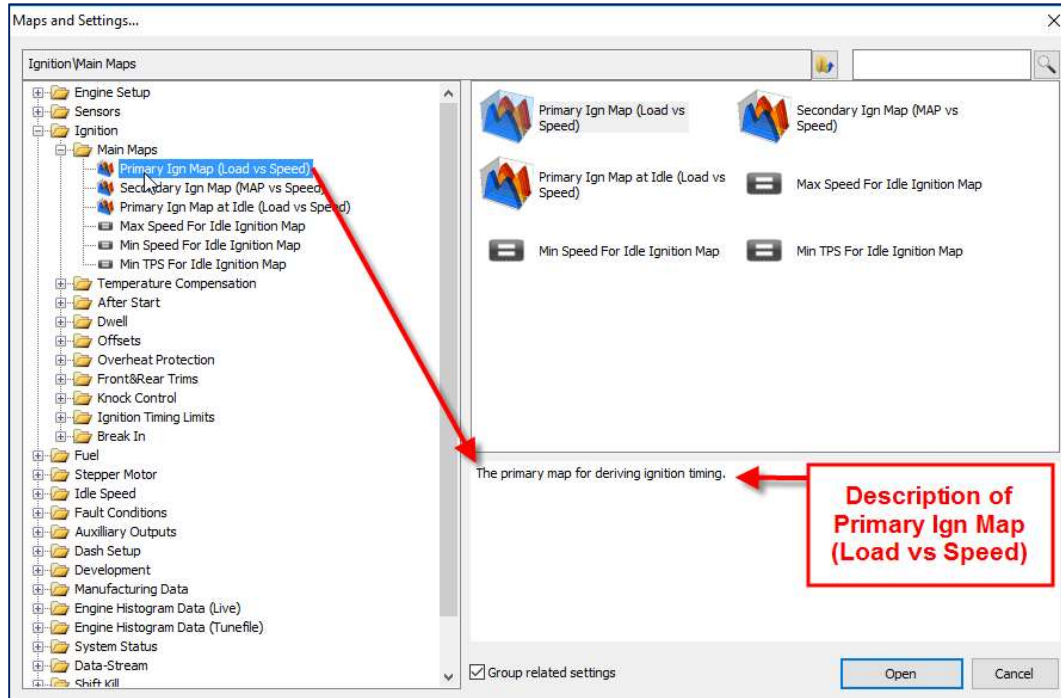 Maps and Settings...
Ignition\Main Maps
Engine Setup
Sensors
Ignition
Main Maps
Primary Ign Map (Load vs Speed)
Secondary Ign Map (MAP vs Speed)
Primary Ign Map at Idle (Load vs Speed)
Max Speed For Idle Ignition Map
Min Speed For Idle Ignition Map
Min TPS For Idle Ignition Map
Temperature Compensation
After Start
Dwell
Offsets
Overheat Protection
Front&Rear Trims
Knock Control
Ignition Timing Limits
Break In
Fuel
Stepper Motor
Idle Speed
Fault Conditions
Auxilliary Outputs
Dash Setup
Development
Manufacturing Data
Engine Histogram Data (Live)
Engine Histogram Data (Tunefile)
System Status
Data-Stream
Shift Kill
Primary Ign Map (Load vs
Speed)
Secondary Ign Map (MAP vs
Speed)
Primary Ign Map at Idle (Load vs
Speed)
Max Speed For Idle Ignition Map
Min Speed For Idle Ignition Map
Min TPS For Idle Ignition Map
The primary map for deriving ignition timing.
Description of
Primary Ign Map
(Load vs Speed)
Group related settings
Open
Cancel